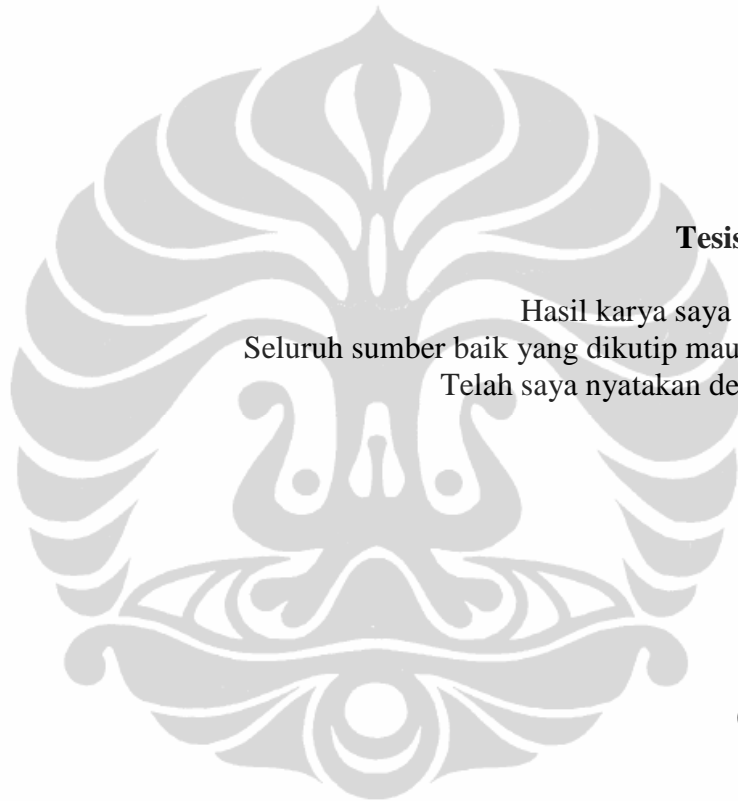 Tesis
Hasil karya saya
Seluruh sumber baik yang dikutip mau
Telah saya nyatakan de